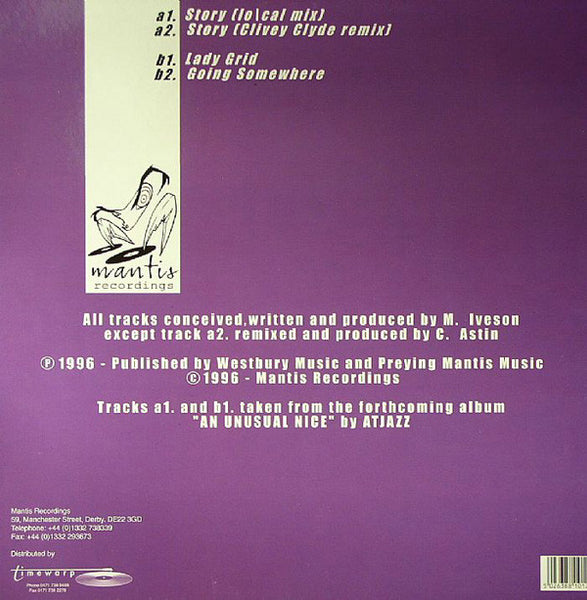 a1. Story (lo\cal mix)
a2. Story (Clivey Clyde remix)
b1. Lady Grid
b2. Going Somewhere
mantis
recordings
All tracks conceived,written and produced by M. Iveson
except track a2. remixed and produced by C. Astin
Ⓟ 1996 - Published by Westbury Music and Preying Mantis Music
© 1996 - Mantis Recordings
Tracks a1. and b1. taken from the forthcoming album
"AN UNUSUAL NICE" by ATJAZZ
Mantis Recordings
59, Manchester Street, Derby, DE22 3GD
Telephone: +44 (0)1332 738339
Fax: +44 (0)1332 293673
Distributed by
timewarp